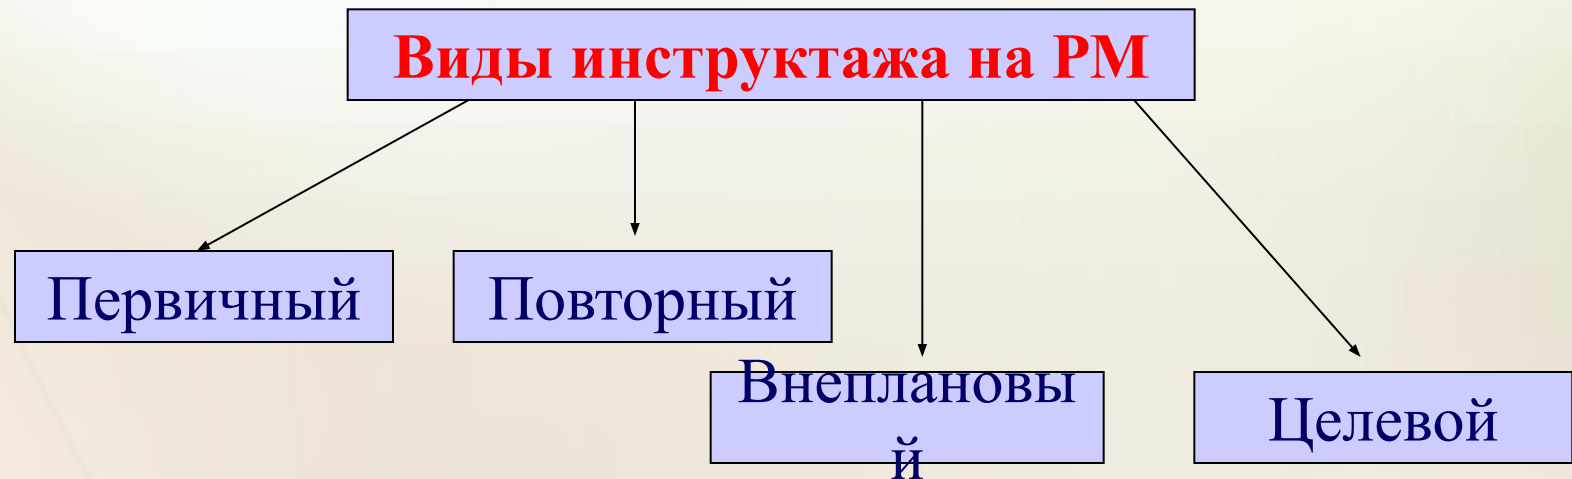 Виды инструктажа на РМ
Первичный
Повторный
Внеплановы
й
Целевой